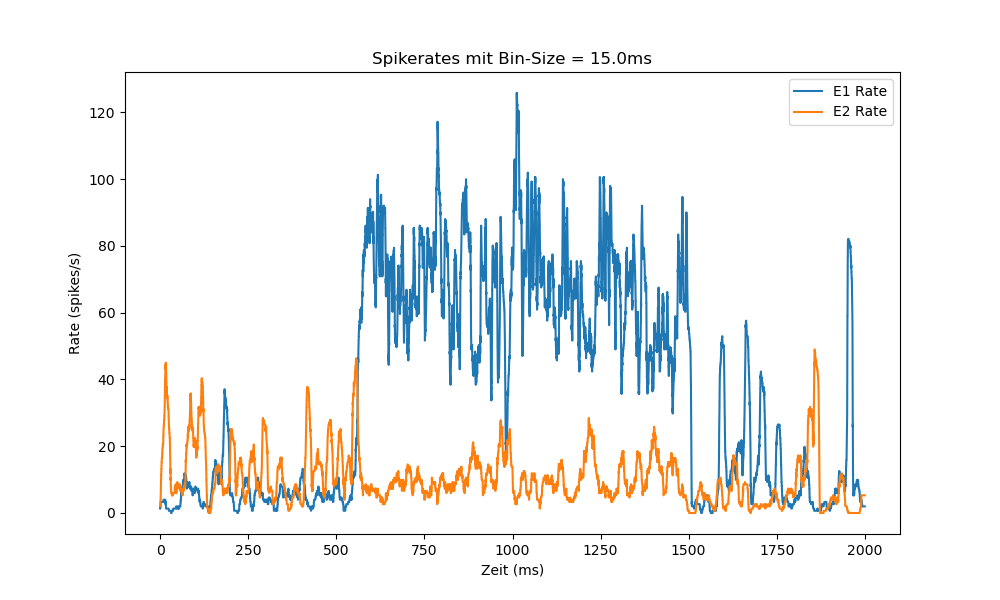 Spikerates mit Bin-Size = 15.0ms
E1 Rate
E2 Rate
Rate (spikes/s)
120
100
80
60
40
20
0
0 250 500 750 1000 1250 1500 1750 2000
Zeit (ms)